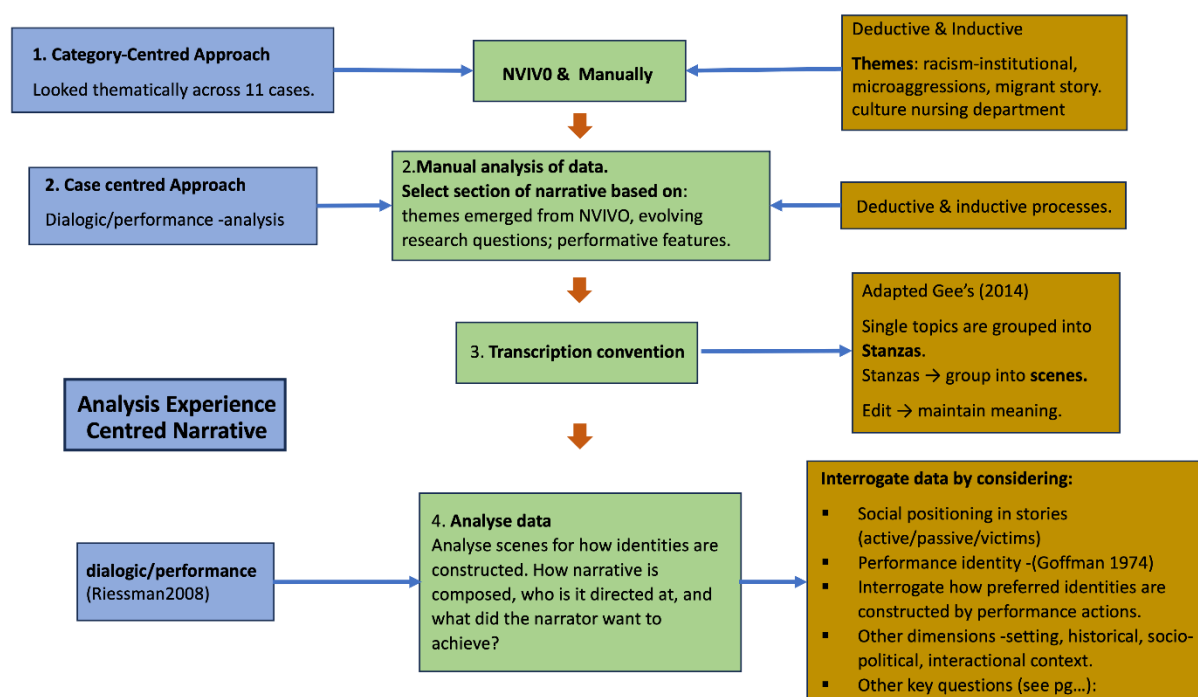 1. Category-Centred Approach
Looked thematically across 11 cases.
NVIV0 & Manually
Deductive & Inductive
Themes: racism-institutional,
microaggressions, migrant story.
culture nursing department
2. Case centred Approach
Dialogic/performance -analysis
2.Manual analysis of data.
Select section of narrative based on:
themes emerged from NVIVO, evolving
research questions; performative features.
Deductive & inductive processes.
3. Transcription convention
Adapted Gee’s (2014)
Single topics are grouped into
Stanzas.
Stanzas → group into scenes.
Edit → maintain meaning.
Analysis Experience
Centred Narrative
dialogic/performance
(Riessman2008)
4. Analyse data
Analyse scenes for how identities are
constructed. How narrative is
composed, who is it directed at, and
what did the narrator want to
achieve?
Interrogate data by considering:
▪ Social positioning in stories
(active/passive/victims)
▪ Performance identity -(Goffman 1974)
▪ Interrogate how preferred identities are
constructed by performance actions.
▪ Other dimensions -setting, historical, socio-
political, interactional context.
▪ Other key questions (see pg...):